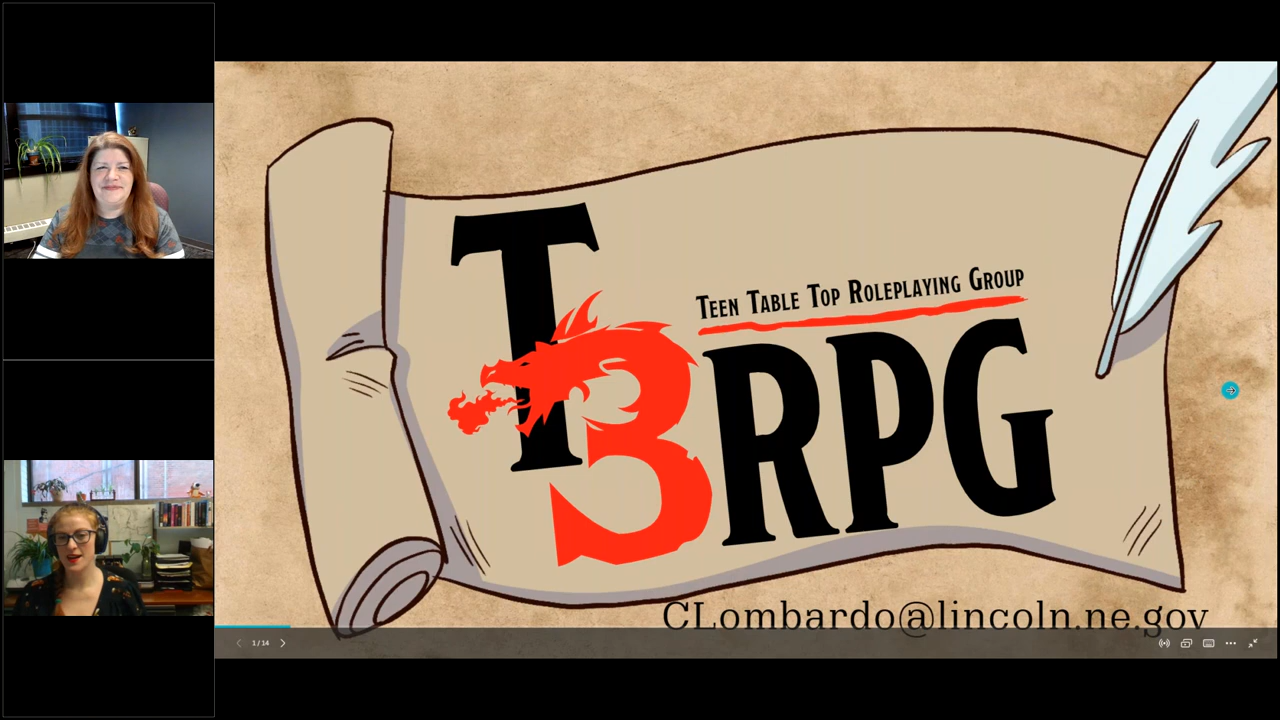 TEEN TABLE TOP ROLEPLAYING GROUP
T3RPG
CLombardo@lincoln.ne.gov
1 / 14